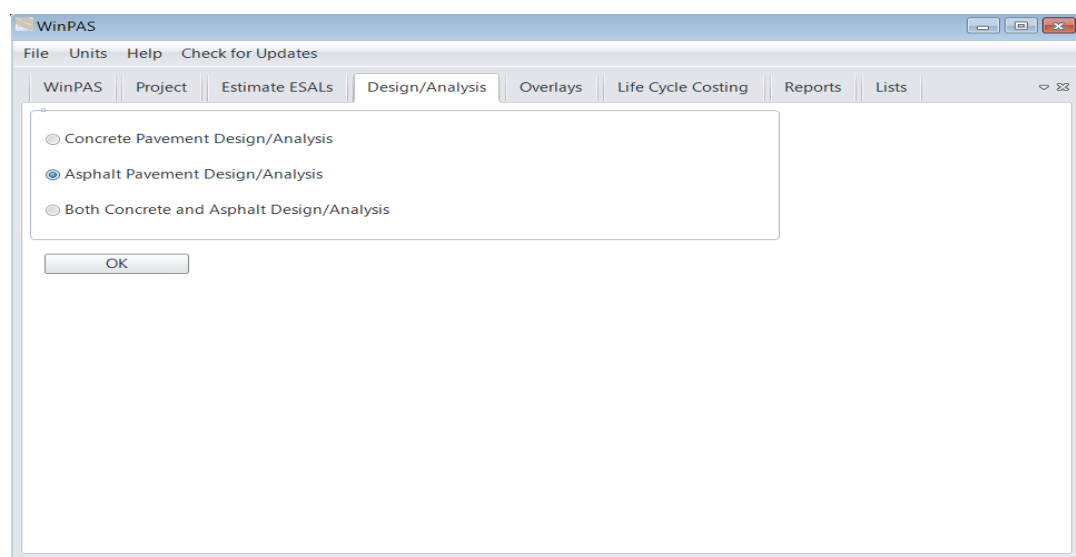 WinPAS
File Units Help Check for Updates
WinPAS Project Estimate ESALs Design/Analysis Overlays Life Cycle Costing Reports Lists
Concrete Pavement Design/Analysis
Asphalt Pavement Design/Analysis
Both Concrete and Asphalt Design/Analysis
OK